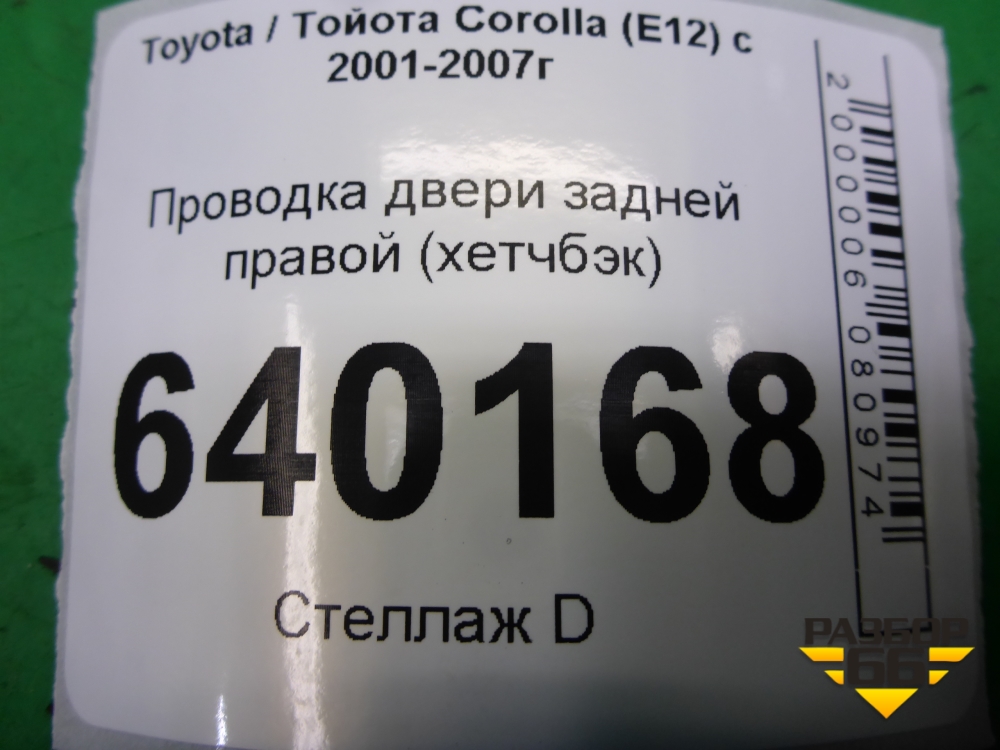 Toyota / Тойота Corolla (E12) с
2001-2007г
Проводка двери задней
правой (хетчбэк)
640168
Стеллаж D
2000006080974
РАЗБОР
66